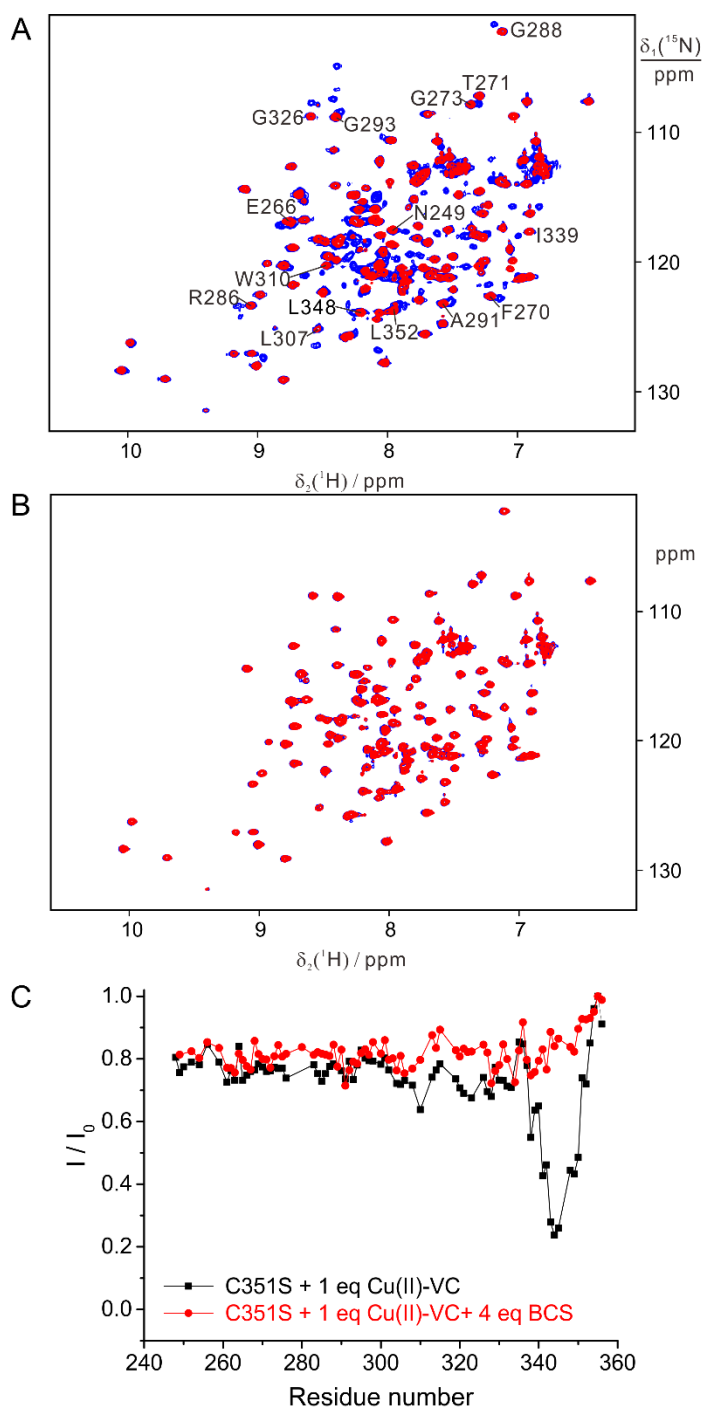 A
G288
δ₁(¹⁵N)
ppm
T271
G273
G326
G293
110
E266
N249
I339
W310
120
R286
L348
L307
L352
A291
F270
130
10 9 8 7
δ₂(¹H) / ppm
B
ppm
110
120
130
10 9 8 7
δ₂(¹H) / ppm
C
1.0
0.8
0.6
0.4
0.2
0.0
I / I₀
C351S + 1 eq Cu(II)-VC
C351S + 1 eq Cu(II)-VC+ 4 eq BCS
240 260 280 300 320 340 360
Residue number